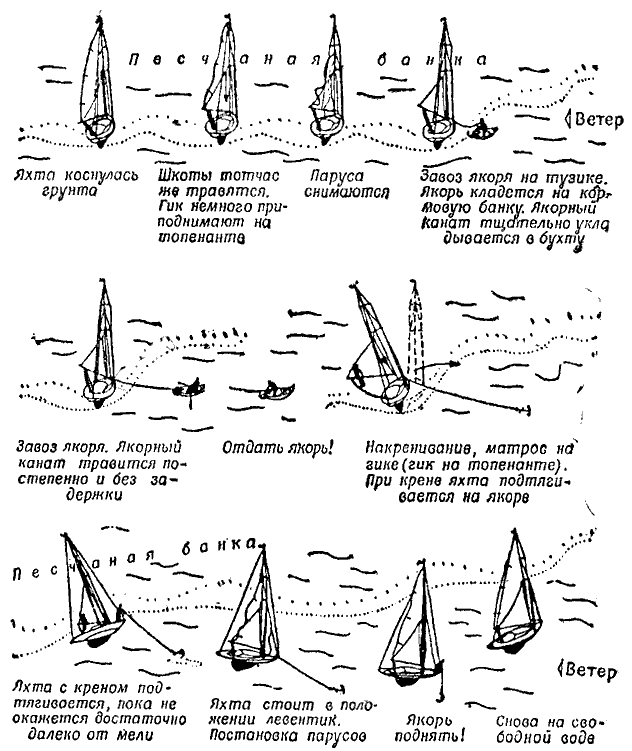 Песчаная банка
Ветер
Яхта коснулась
грунта
Шкоты тотчас
же травятся.
Гик немного при-
поднимают на
топенанте
Паруса
снимаются
Завоз якоря на тузике.
Якорь кладется на кор-
мовую банку. Якорный
канат тщательно укла
дывается в бухту
Завоз якоря. Якорный
канат травится по-
степенно и без за-
держки
Отдать якорь!
Накренивание, матрос на
гике (гик на топенанте).
При крене яхта подтяги-
вается на якоре
Песчаная банка
Ветер
Яхта с креном под-
тягивается, пока не
окажется достаточно
далеко от мели
Яхта стоит в поло-
жении левентик.
Постановка парусов
Якорь
поднять!
Снова на сво-
бодной воде